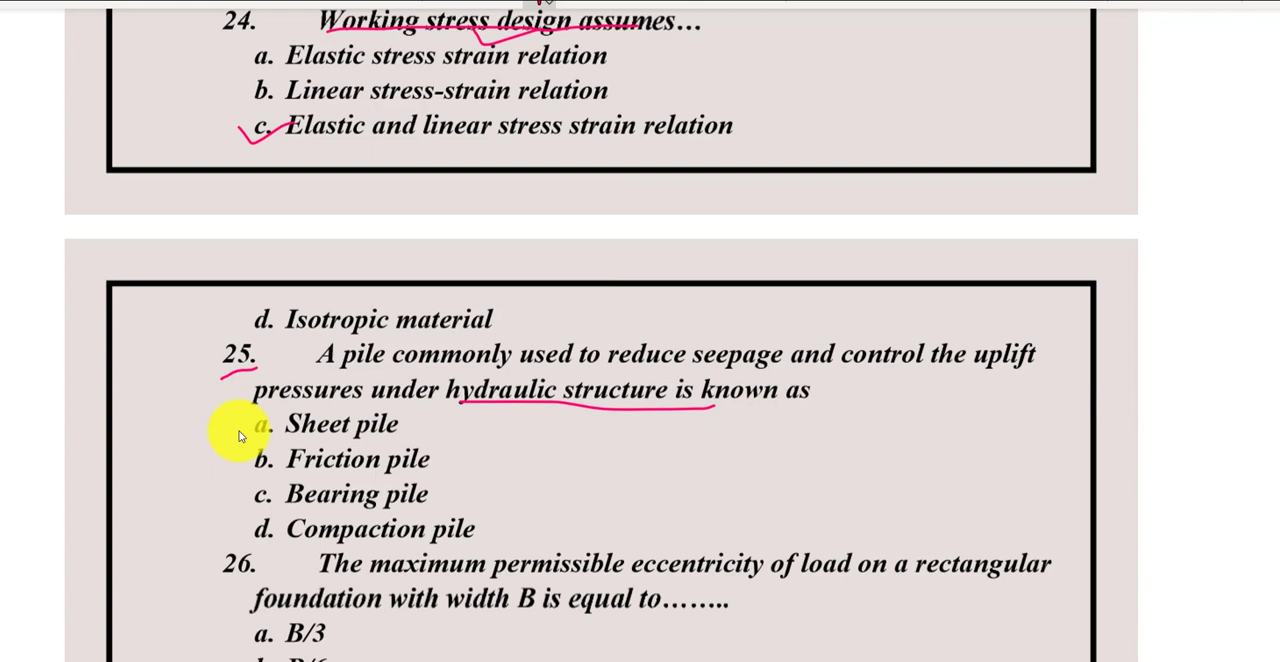 24. Working stress design assumes…
a. Elastic stress strain relation
b. Linear stress-strain relation
c. Elastic and linear stress strain relation
d. Isotropic material
25. A pile commonly used to reduce seepage and control the uplift
pressures under hydraulic structure is known as
a. Sheet pile
b. Friction pile
c. Bearing pile
d. Compaction pile
26. The maximum permissible eccentricity of load on a rectangular
foundation with width B is equal to……..
a. B/3